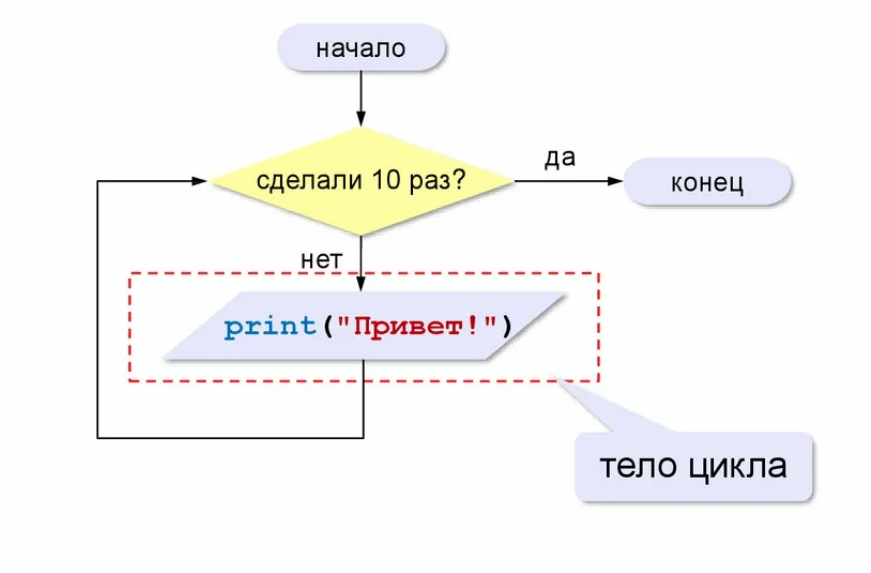 начало
сделали 10 раз?
да
конец
нет
print("Привет!")
тело цикла